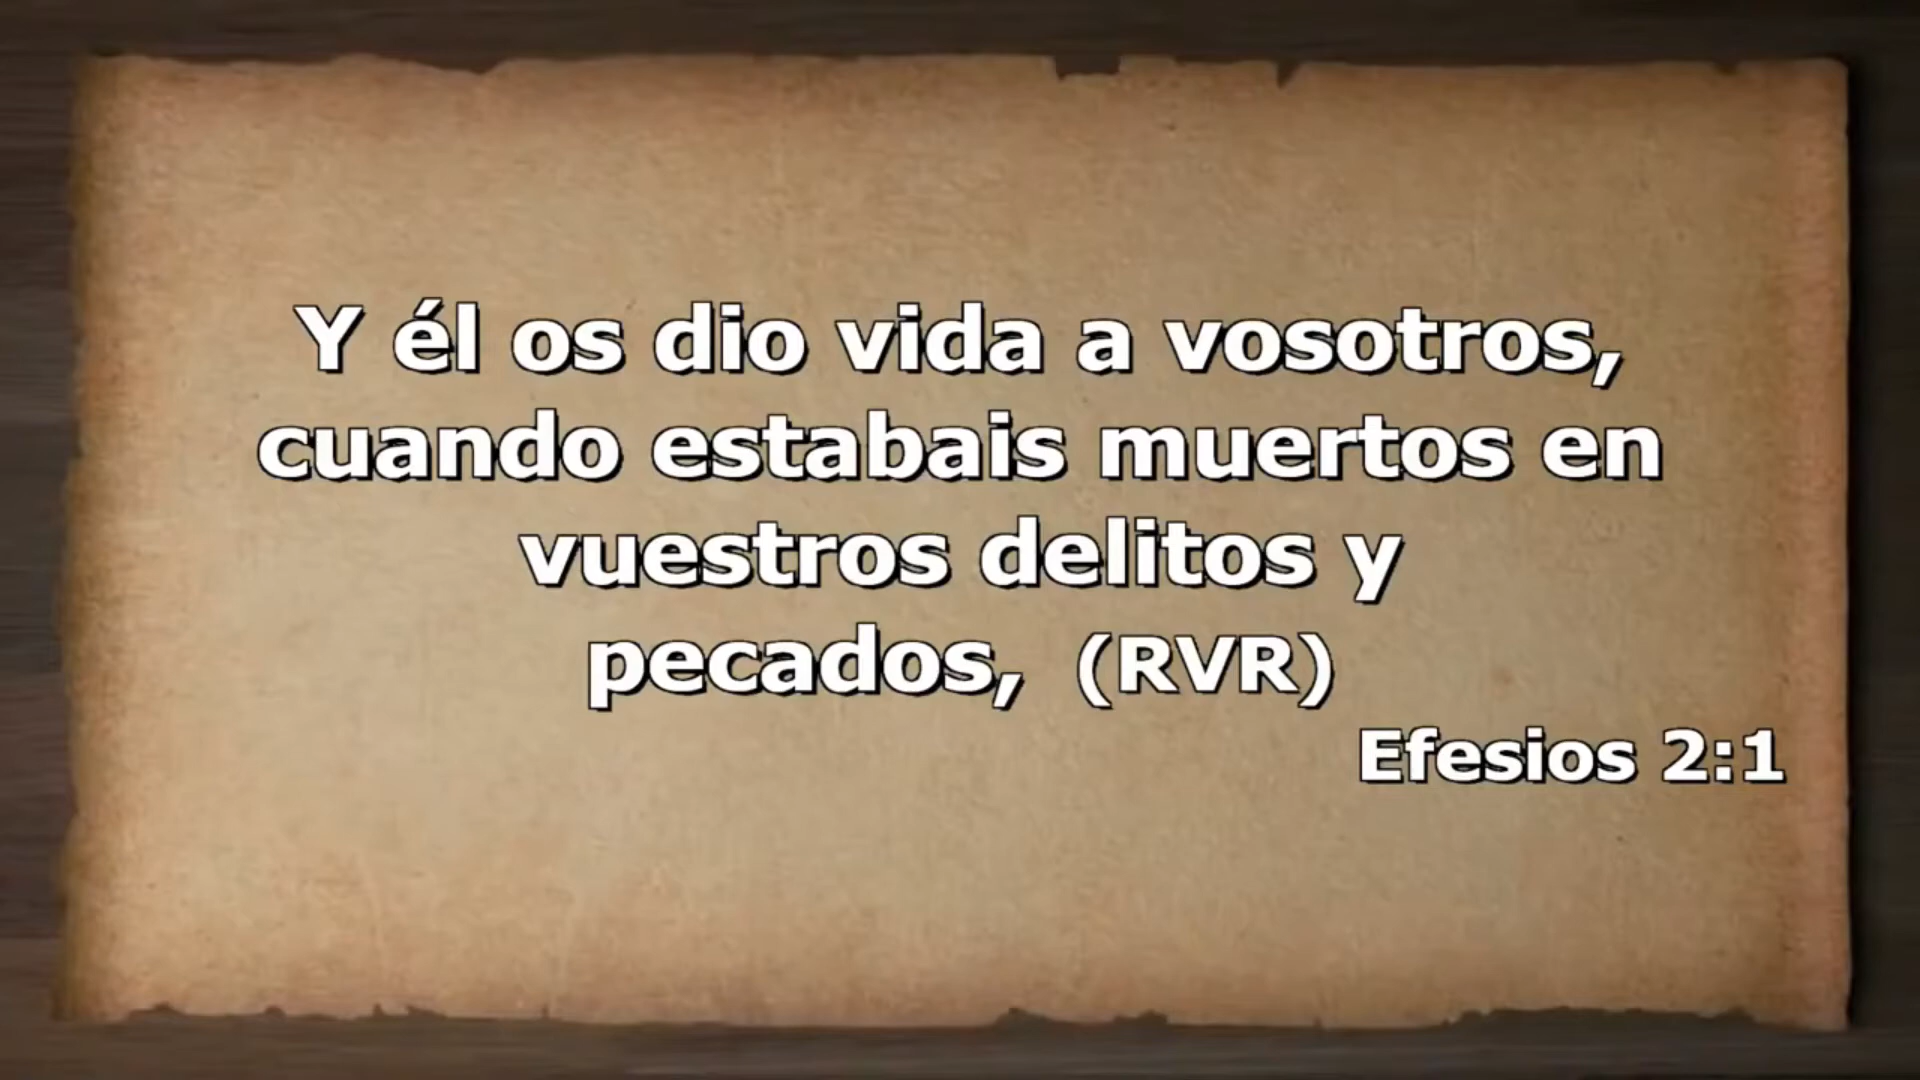 Y él os dio vida a vosotros,
cuando estabais muertos en
vuestros delitos y
pecados, (RVR)
Efesios 2:1